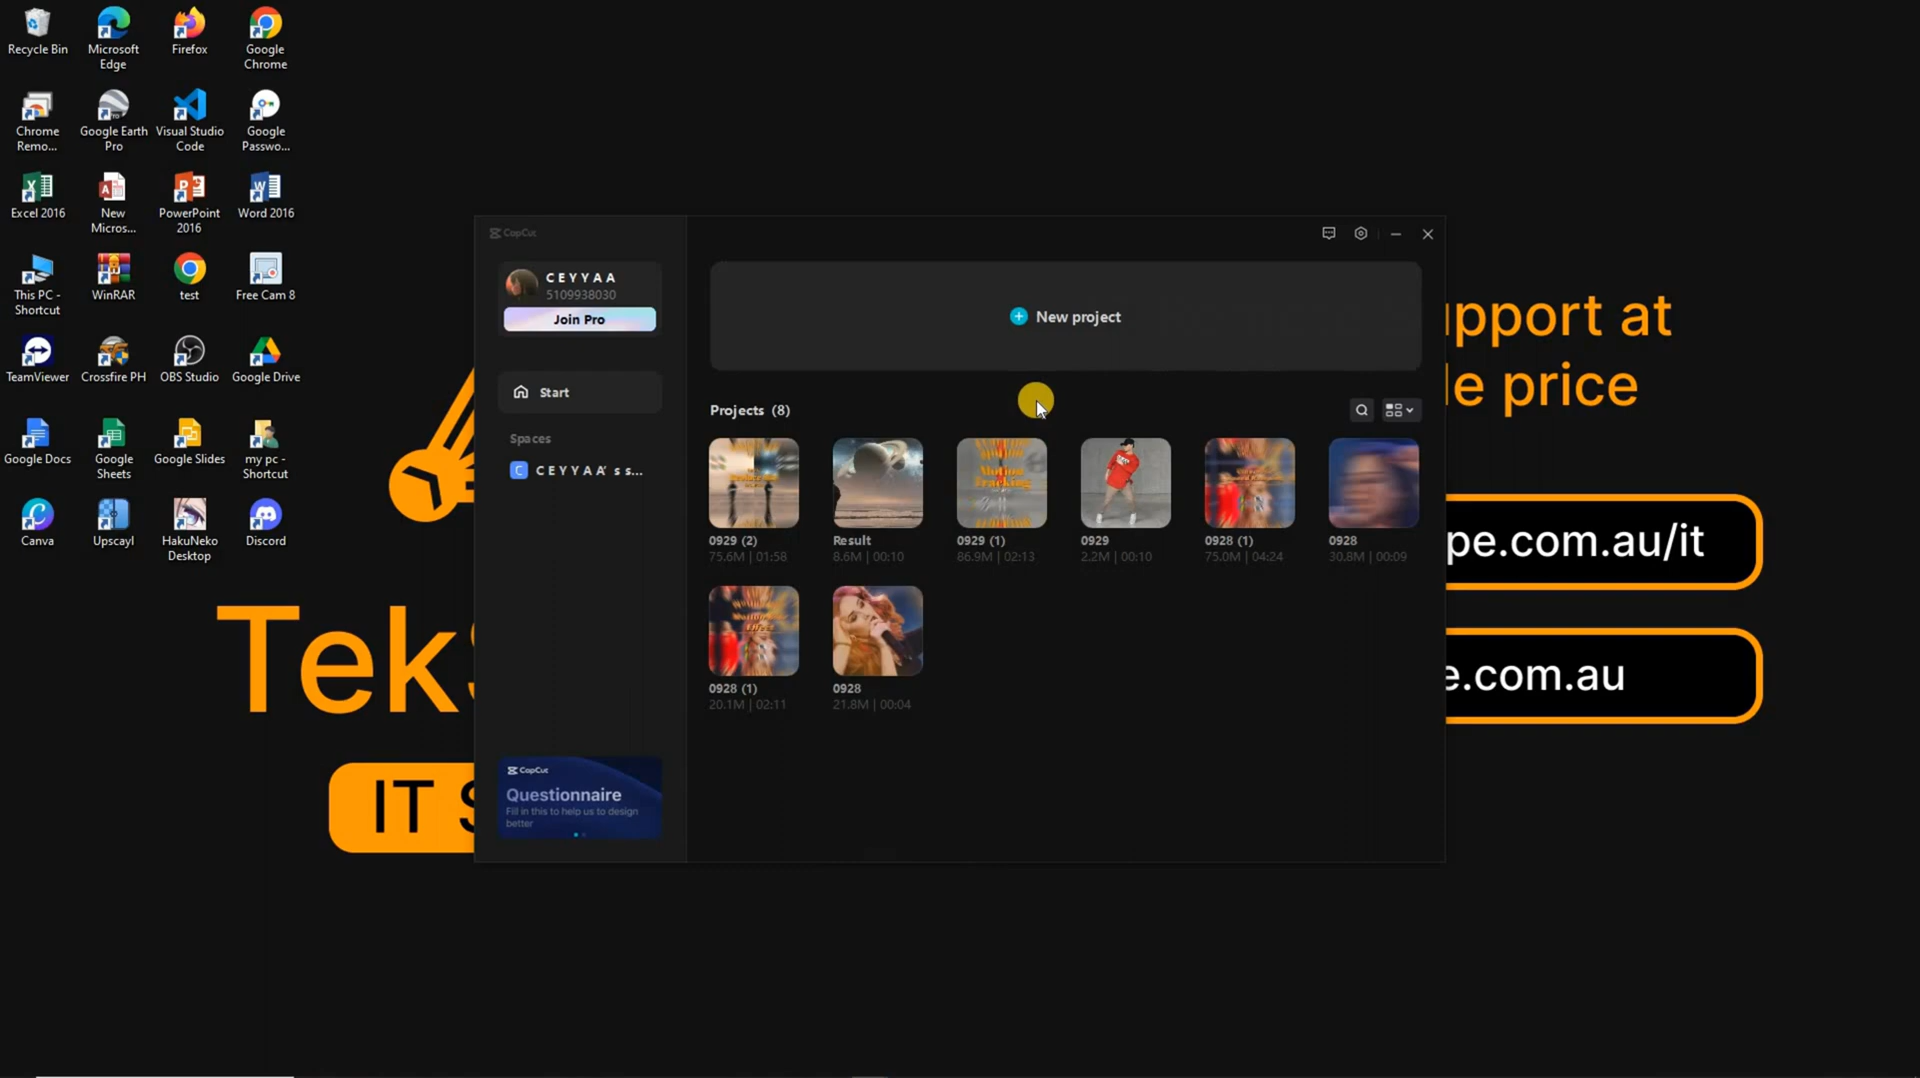 Recycle Bin
Microsoft
Edge
Firefox
Google
Chrome
Chrome
Remo...
Google Earth
Pro
Visual Studio
Code
Google
Passwo...
Excel 2016
New
Micros...
PowerPoint
2016
Word 2016
This PC -
Shortcut
WinRAR
test
Free Cam 8
TeamViewer
Crossfire PH
OBS Studio
Google Drive
Google Docs
Google
Sheets
Google Slides
my pc -
Shortcut
Canva
Upscayl
HakuNeko
Desktop
Discord
TekS
IT S
CapCut
C E Y Y A A
5109938030
Join Pro
Start
Spaces
C
C E Y Y A A' s s...
CapCut
Questionnaire
Fill in this to help us to design
better
New project
Projects (8)
0929 (2)
75.6M | 01:58
Result
8.6M | 00:10
Motion
Tracking
0929 (1)
86.9M | 02:13
0929
2.2M | 00:10
0928 (1)
75.0M | 04:24
0928
30.8M | 00:09
0928 (1)
20.1M | 02:11
0928
21.8M | 00:04
upport at
le price
pe.com.au/it
e.com.au